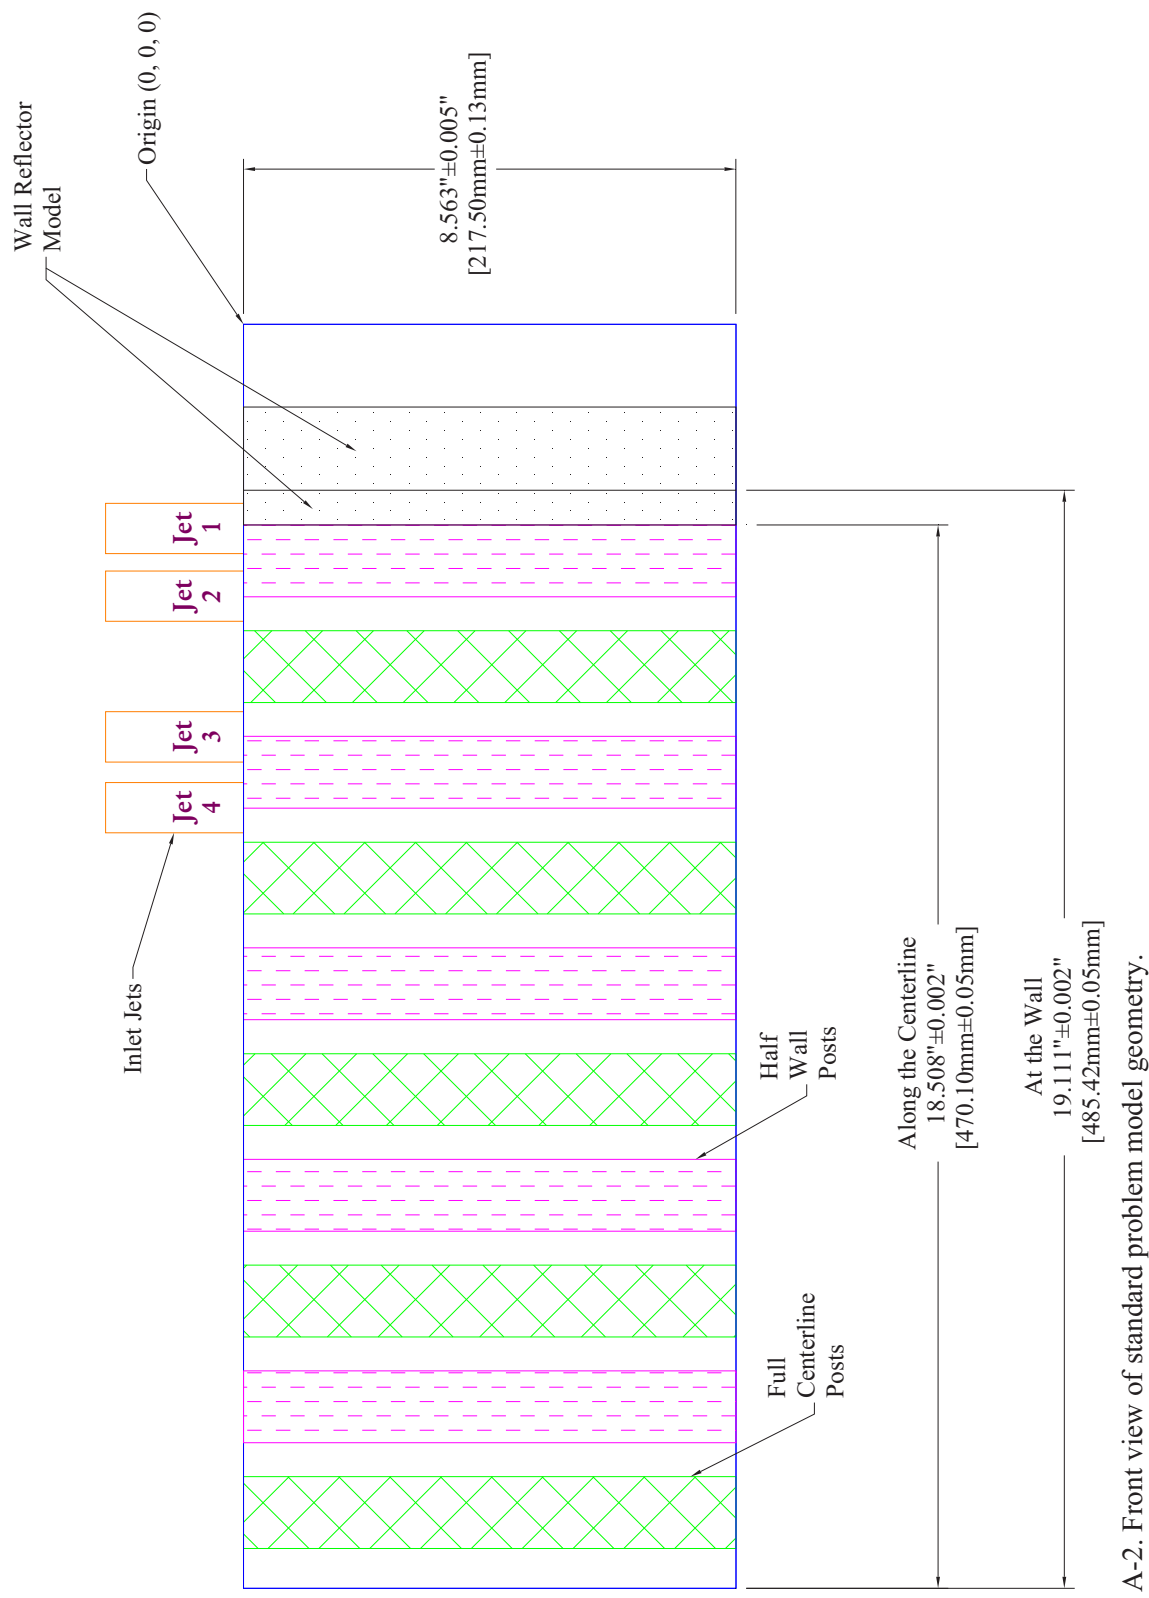 Wall Reflector
Model
Origin (0, 0, 0)
8.563"±0.005"
[217.50mm±0.13mm]
Jet
1
Jet
2
Jet
3
Jet
4
Inlet Jets
Half
Wall
Posts
Full
Centerline
Posts
Along the Centerline
18.508"±0.002"
[470.10mm±0.05mm]
At the Wall
19.111"±0.002"
[485.42mm±0.05mm]
A-2. Front view of standard problem model geometry.